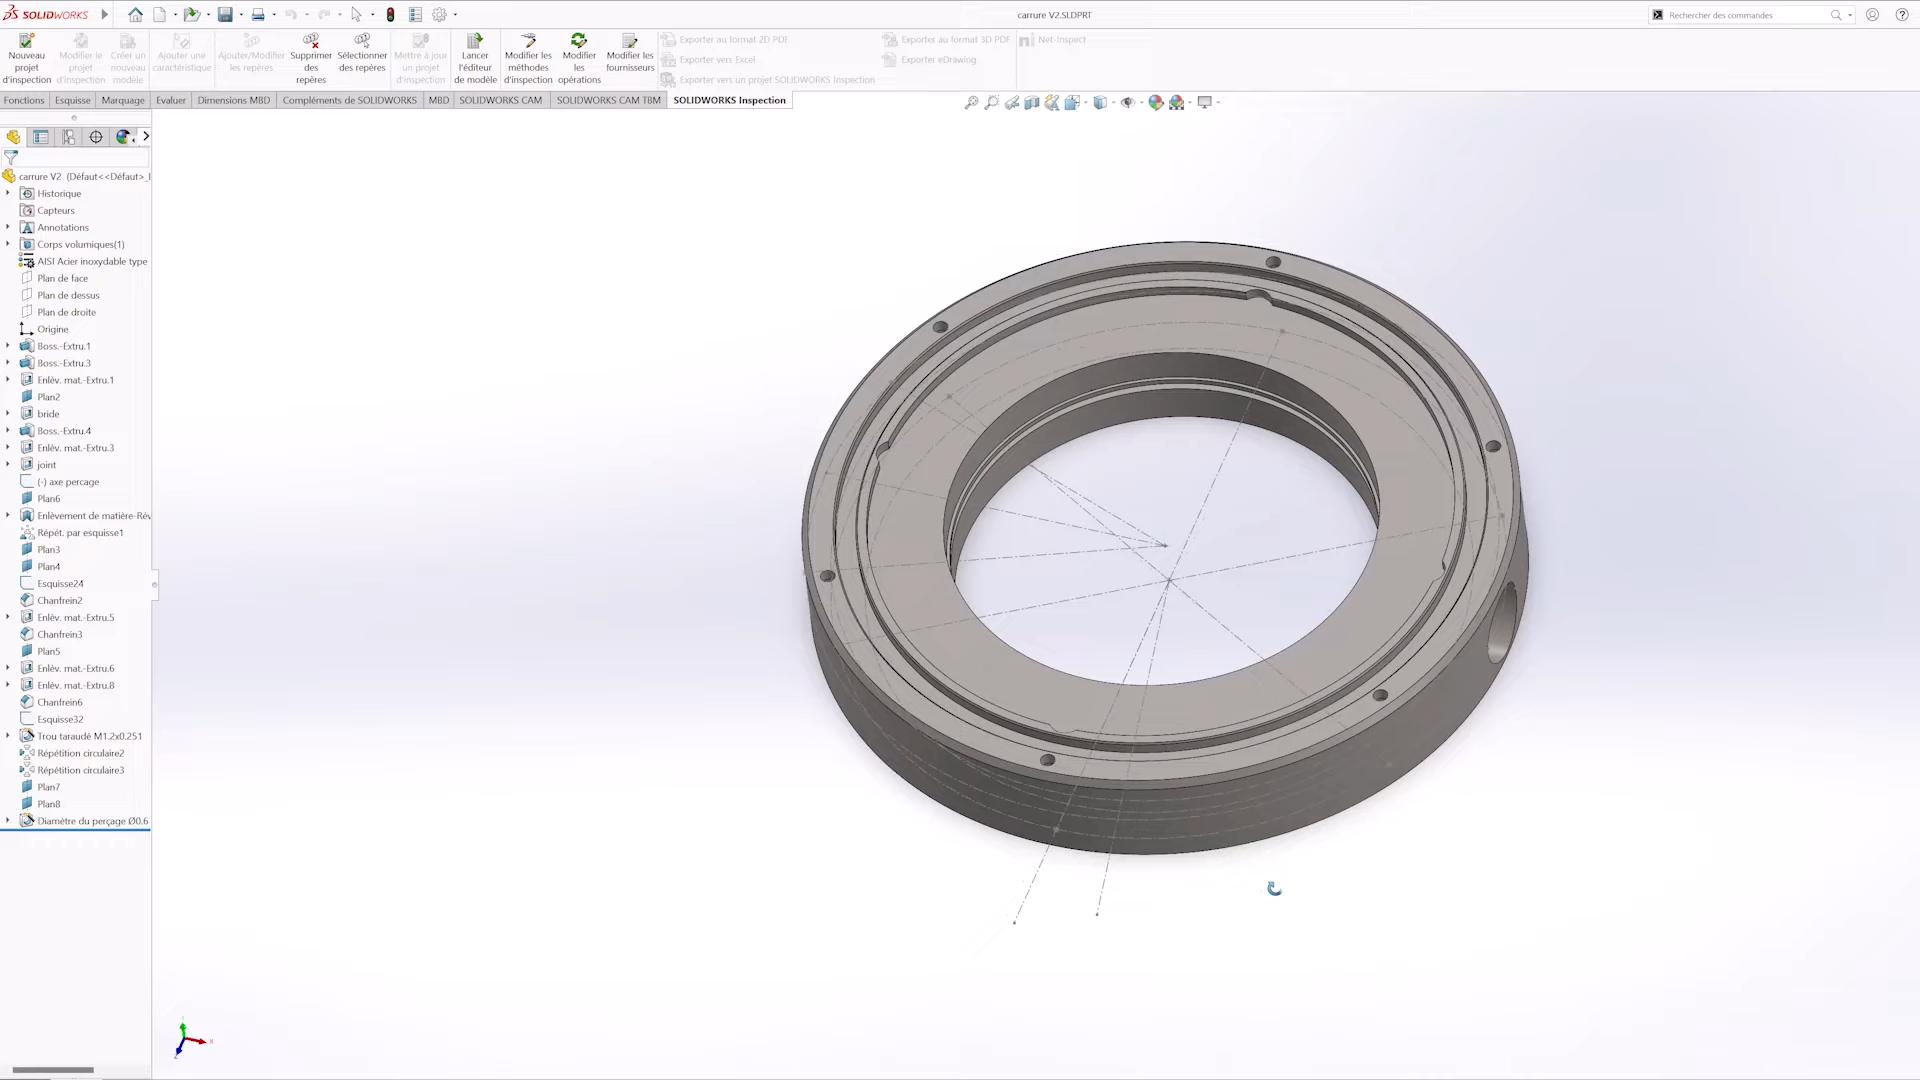 SOLIDWORKS
carrure V2.SLDPRT
Rechercher des commandes
Nouveau projet d'inspection
Modifier le projet d'inspection
Créer un nouveau modèle
Ajouter une caractéristique
Ajouter/Modifier les repères
Supprimer des repères
Sélectionner des repères
Mettre à jour un projet d'inspection
Lancer l'éditeur de modèle
Modifier les méthodes d'inspection
Modifier les opérations
Modifier les fournisseurs
Exporter au format 2D PDF
Exporter vers Excel
Exporter vers un projet SOLIDWORKS Inspection
Exporter au format 3D PDF
Exporter eDrawing
Net-Inspect
Fonctions
Esquisse
Marquage
Evaluer
Dimensions MBD
Compléments de SOLIDWORKS
MBD
SOLIDWORKS CAM
SOLIDWORKS CAM TBM
SOLIDWORKS Inspection
carrure V2 (Défaut<<Défaut>_
Historique
Capteurs
Annotations
Corps volumiques(1)
AISI Acier inoxydable type
Plan de face
Plan de dessus
Plan de droite
Origine
Boss.-Extru.1
Boss.-Extru.3
Enlèv. mat.-Extru.1
Plan2
bride
Boss.-Extru.4
Enlèv. mat.-Extru.3
joint
(-) axe percage
Plan6
Enlèvement de matière-Rév
Répét. par esquisse1
Plan3
Plan4
Esquisse24
Chanfrein2
Enlèv. mat.-Extru.5
Chanfrein3
Plan5
Enlèv. mat.-Extru.6
Enlèv. mat.-Extru.8
Chanfrein6
Esquisse32
Trou taraudé M1.2x0.251
Répétition circulaire2
Répétition circulaire3
Plan7
Plan8
Diamètre du perçage Ø0.6